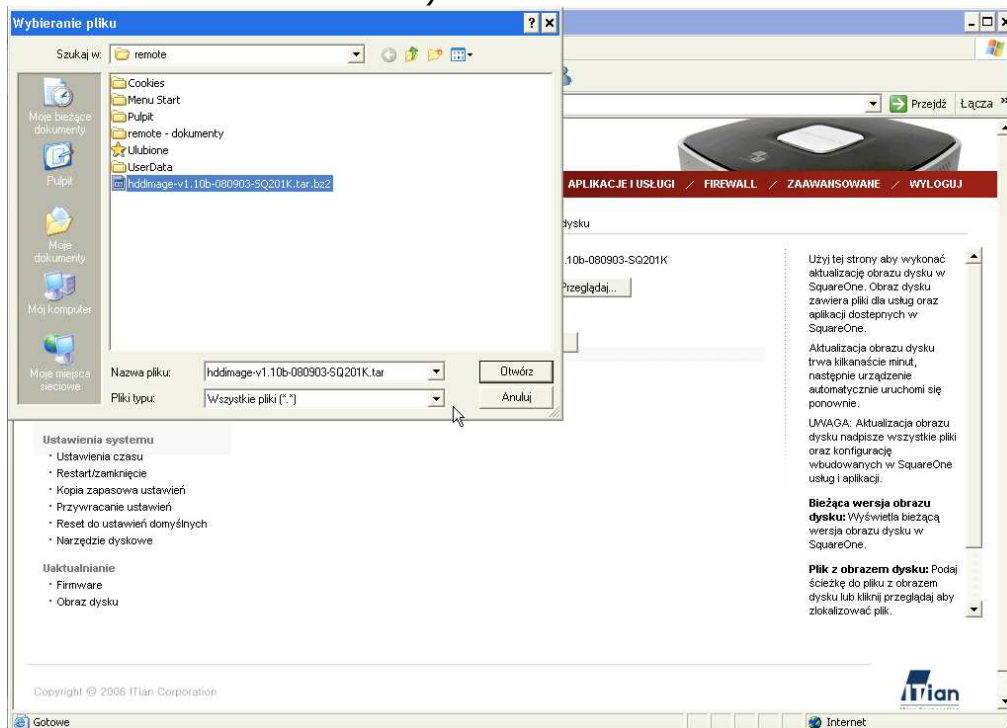 Wybieranie pliku
Szukaj w:
remote
Cookies
Menu Start
Pulpit
remote - dokumenty
Ulubione
UserData
hddimage-v1.10b-080903-SQ201K.tar.bz2
Moje bieżące
dokumenty
Pulpit
Moje
dokumenty
Mój komputer
Moje miejsca
sieciowe
Nazwa pliku:
hddimage-v1.10b-080903-SQ201K.tar
Otwórz
Pliki typu:
Wszystkie pliki (*.*)
Anuluj
Przejdź
Łącza »
APLIKACJE I USŁUGI / FIREWALL / ZAAWANSOWANE / WYLOGUJ
dysku
.10b-080903-SQ201K
Przeglądaj...
Użyj tej strony aby wykonać
aktualizację obrazu dysku w
SquareOne. Obraz dysku
zawiera pliki dla usług oraz
aplikacji dostepnych w
SquareOne.
Aktualizacja obrazu dysku
trwa kilkanaście minut,
następnie urządzenie
automatycznie uruchomi się
ponownie.
UWAGA: Aktualizacja obrazu
dysku nadpisze wszystkie pliki
oraz konfigurację
wbudowanych w SquareOne
usług i aplikacji.
Bieżąca wersja obrazu
dysku: Wyświetla bieżącą
wersja obrazu dysku w
SquareOne.
Plik z obrazem dysku: Podaj
ścieżkę do pliku z obrazem
dysku lub kliknij przeglądaj aby
zlokalizować plik.
Ustawienia systemu
· Ustawienia czasu
· Restart/zamknięcie
· Kopia zapasowa ustawień
· Przywracanie ustawień
· Reset do ustawień domyślnych
· Narzędzie dyskowe
Uaktualnianie
· Firmware
· Obraz dysku
Copyright @ 2006 ITian Corporation
ITian
Gotowe
Internet